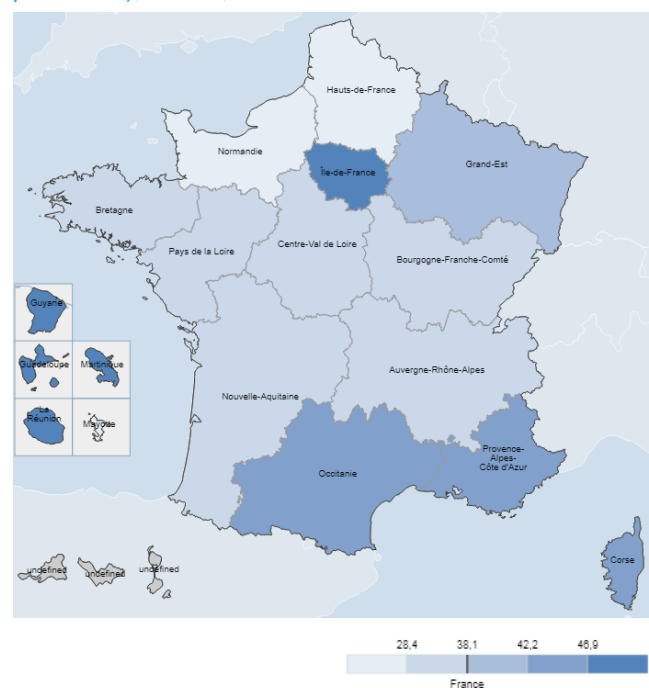 Hauts-de-France
Normandie
Île-de-France
Grand-Est
Bretagne
Pays de la Loire
Centre-Val de Loire
Bourgogne-Franche-Comté
Guyane
Guadeloupe
Martinique
Auvergne-Rhône-Alpes
Nouvelle-Aquitaine
La
Réunion
Mayotte
Provence-
Alpes-
Côte d'Azur
Occitanie
Corse
undefined
undefined
undefined
28,4
38,1
42,2
46,9
France